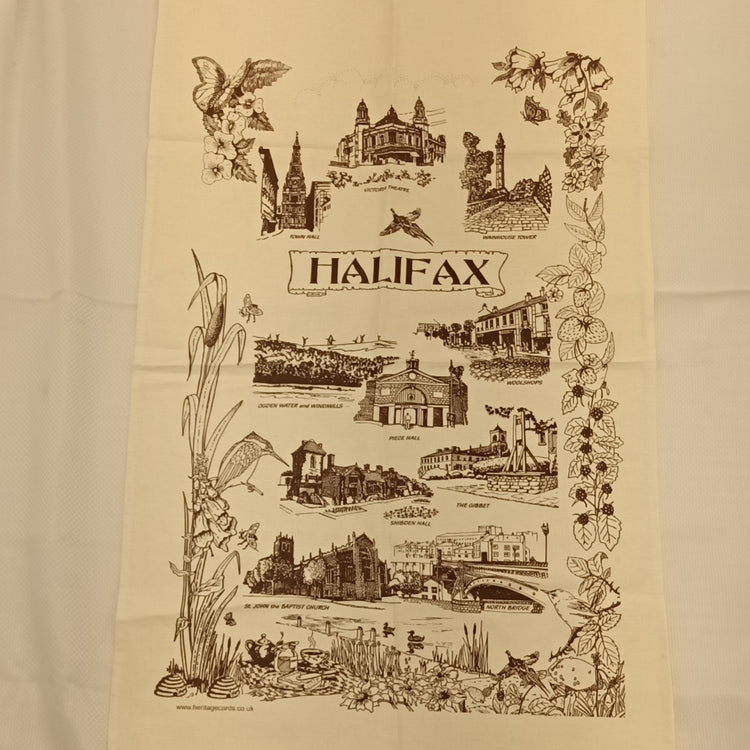 VICTORIA THEATRE
TOWN HALL
WAINHOUSE TOWER
HALIFAX
WOOLSHOPS
OGDEN WATER and WINDMILLS
PIECE HALL
THE GIBBET
SHIBDEN HALL
St. JOHN the BAPTIST CHURCH
NORTH BRIDGE
www.heritagecards.co.uk